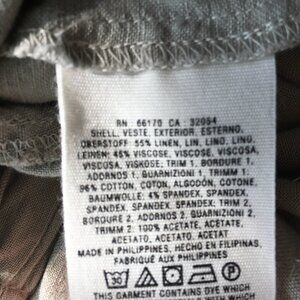 RN : 66170 CA : 32054
SHELL, VESTE, EXTERIOR, ESTERNO,
OBERSTOFF: 55% LINEN, LIN, LINO, LINO,
LEINEN; 45% VISCOSE, VISCOSE, VISCOSA,
VISCOSA, VISKOSE; TRIM 1, BORDURE 1,
ADORNOS 1, GUARNIZIONI 1, TRIMM 1:
96% COTTON, COTON, ALGODÓN, COTONE,
BAUMWOLLE; 4% SPANDEX, SPANDEX,
SPANDEX, SPANDEX, SPANDEX; TRIM 2,
BORDURE 2, ADORNOS 2, GUARNIZIONI 2,
TRIMM 2: 100% ACETATE, ACÉTATE,
ACETATO, ACETATO, ACETAT
MADE IN PHILIPPINES, HECHO EN FILIPINAS,
FABRIQUÉ AUX PHILIPPINES
30
P
THIS GARMENT DYE WHICH